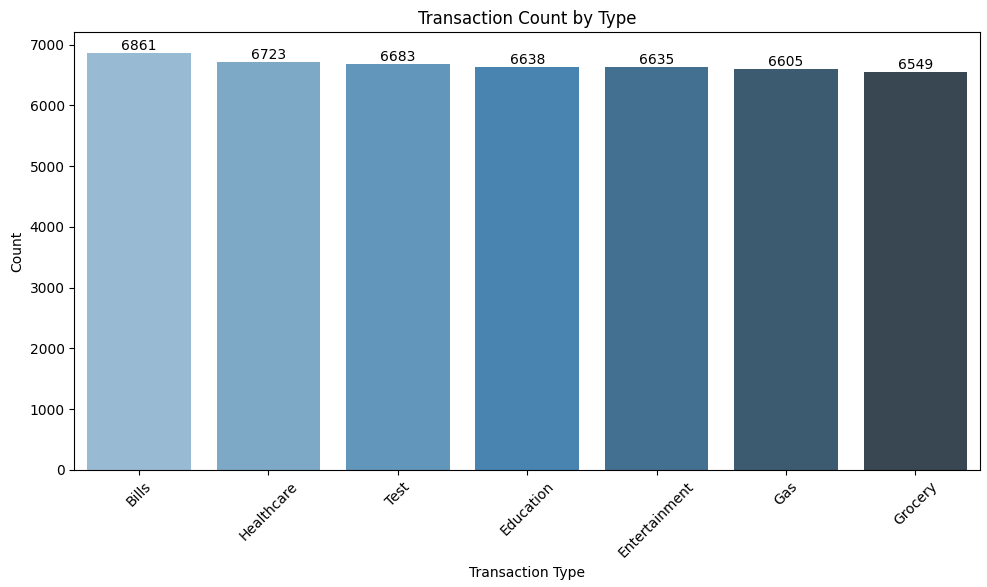 Transaction Count by Type
Count
7000
6000
5000
4000
3000
2000
1000
0
6861
6723
6683
6638
6635
6605
6549
Bills
Healthcare
Test
Education
Entertainment
Gas
Grocery
Transaction Type